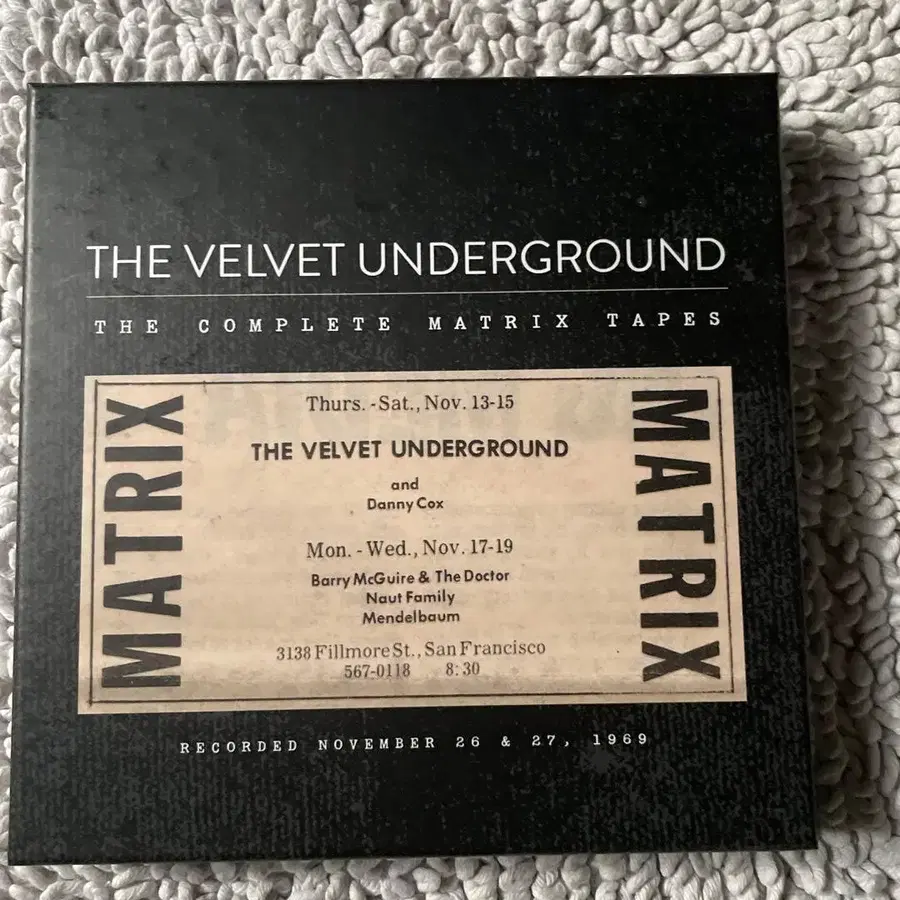 THE VELVET UNDERGROUND
THE COMPLETE MATRIX TAPES
MATRIX
Thurs. - Sat., Nov. 13-15
THE VELVET UNDERGROUND
and
Danny Cox
Mon. - Wed., Nov. 17-19
Barry McGuire & The Doctor
Naut Family
Mendelbaum
3138 Fillmore St., San Francisco
567-0118 8:30
MATRIX
RECORDED NOVEMBER 26 & 27, 1969